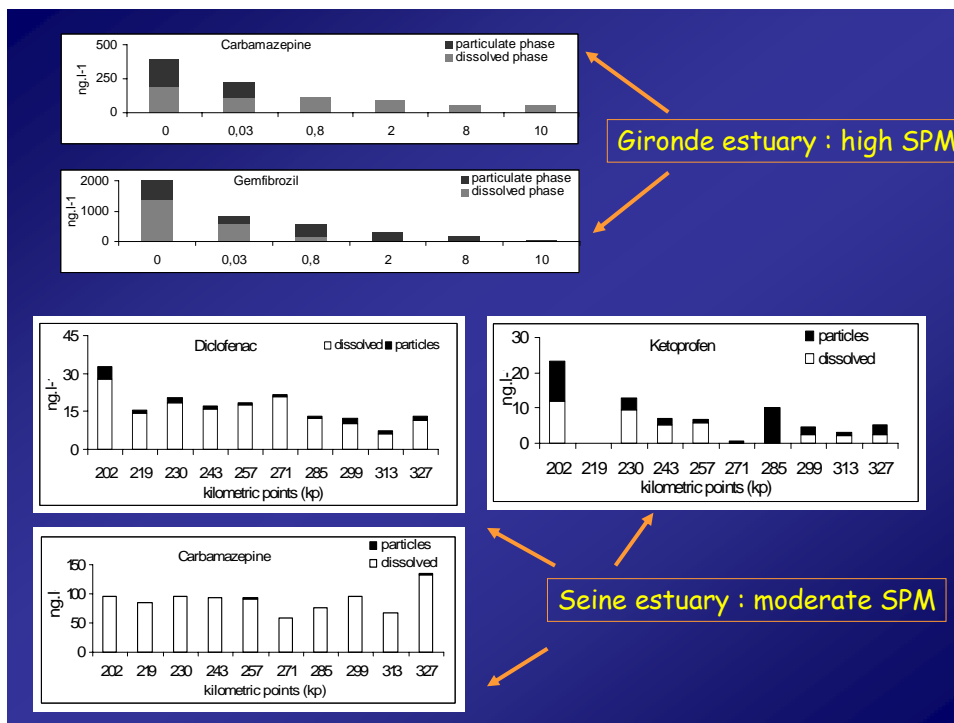 Carbamazepine
particulate phase
dissolved phase
ng.l-1
500
250
0
0 0,03 0,8 2 8 10
Gironde estuary : high SPM
Gemfibrozil
particulate phase
dissolved phase
ng.l-1
2000
1000
0
0 0,03 0,8 2 8 10
Diclofenac
dissolved particles
ng.l-
45
30
15
0
202 219 230 243 257 271 285 299 313 327
kilometric points (kp)
Ketoprofen
particles
dissolved
ng.l-
30
20
10
0
202 219 230 243 257 271 285 299 313 327
kilometric points (kp)
Carbamazepine
particles
dissolved
ng.l
150
100
50
0
202 219 230 243 257 271 285 299 313 327
kilometric points (kp)
Seine estuary : moderate SPM